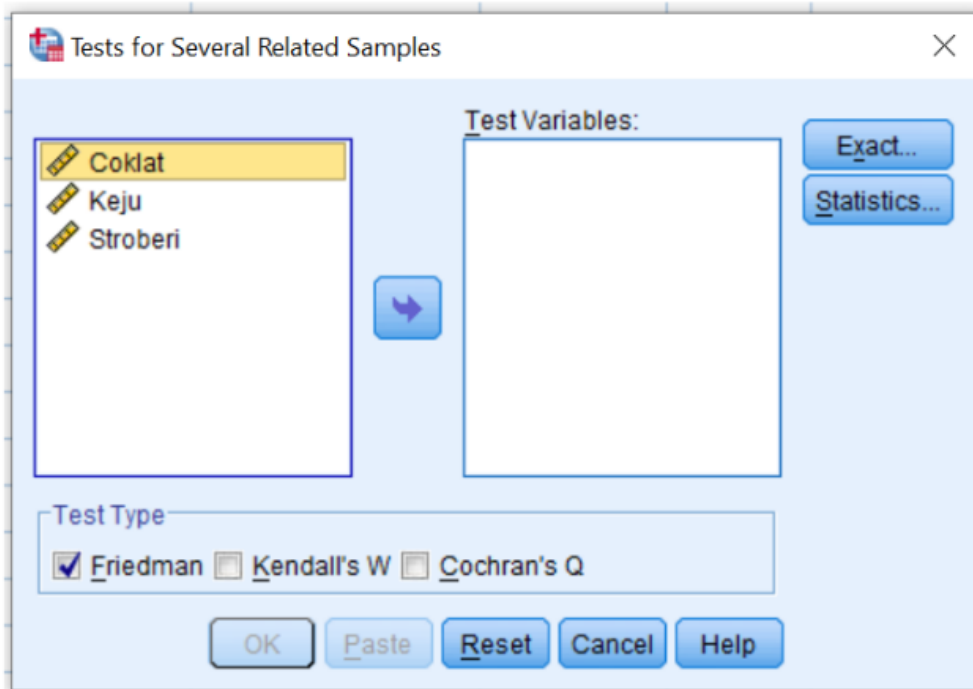 Tests for Several Related Samples
Test Variables:
Coklat
Keju
Stroberi
Exact...
Statistics...
Test Type
Friedman Kendall's W Cochran's Q
OK Paste Reset Cancel Help